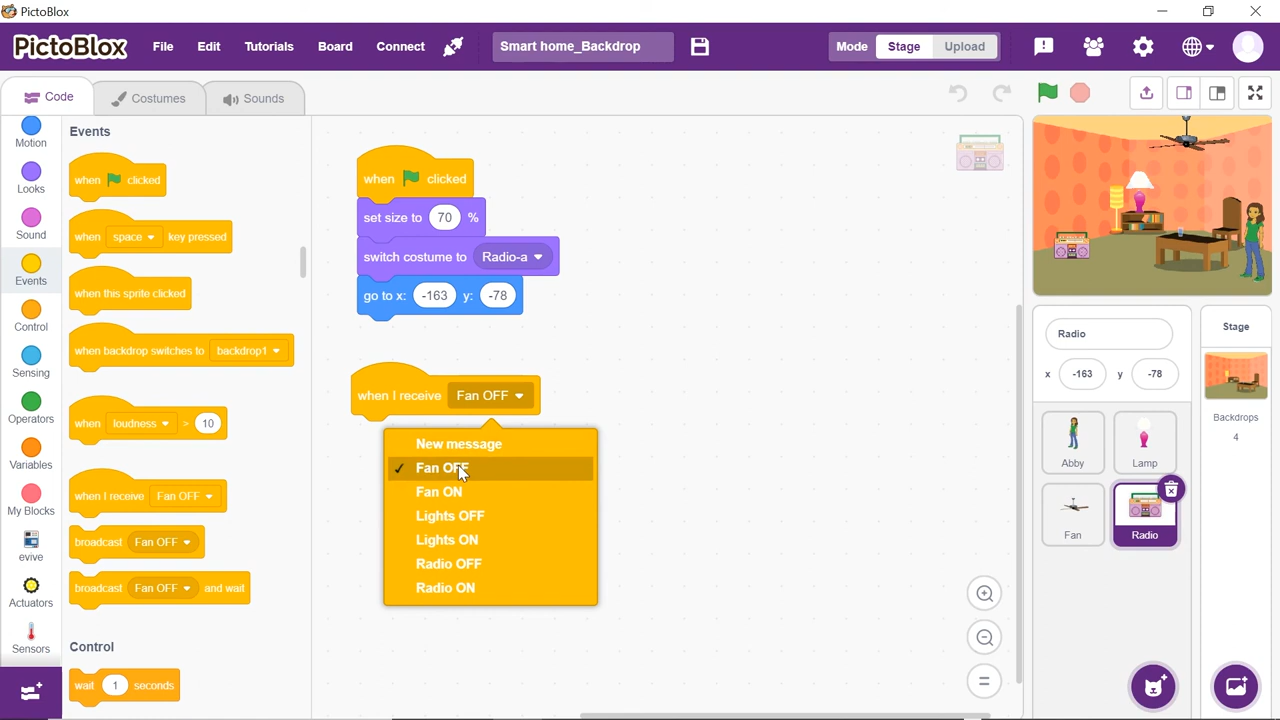 PictoBlox
PictoBlox File Edit Tutorials Board Connect Smart home_Backdrop Mode Stage Upload
Code Costumes Sounds
Motion
Looks
Sound
Events
Control
Sensing
Operators
Variables
My Blocks
evive
Actuators
Sensors
Events
when clicked
when space key pressed
when this sprite clicked
when backdrop switches to backdrop1
when loudness > 10
when I receive Fan OFF
broadcast Fan OFF
broadcast Fan OFF and wait
Control
wait 1 seconds
when clicked
set size to 70 %
switch costume to Radio-a
go to x: -163 y: -78
when I receive Fan OFF
New message
✓ Fan OFF
Fan ON
Lights OFF
Lights ON
Radio OFF
Radio ON
Radio
x -163 y -78
Abby
Lamp
Fan
Radio
Stage
Backdrops
4